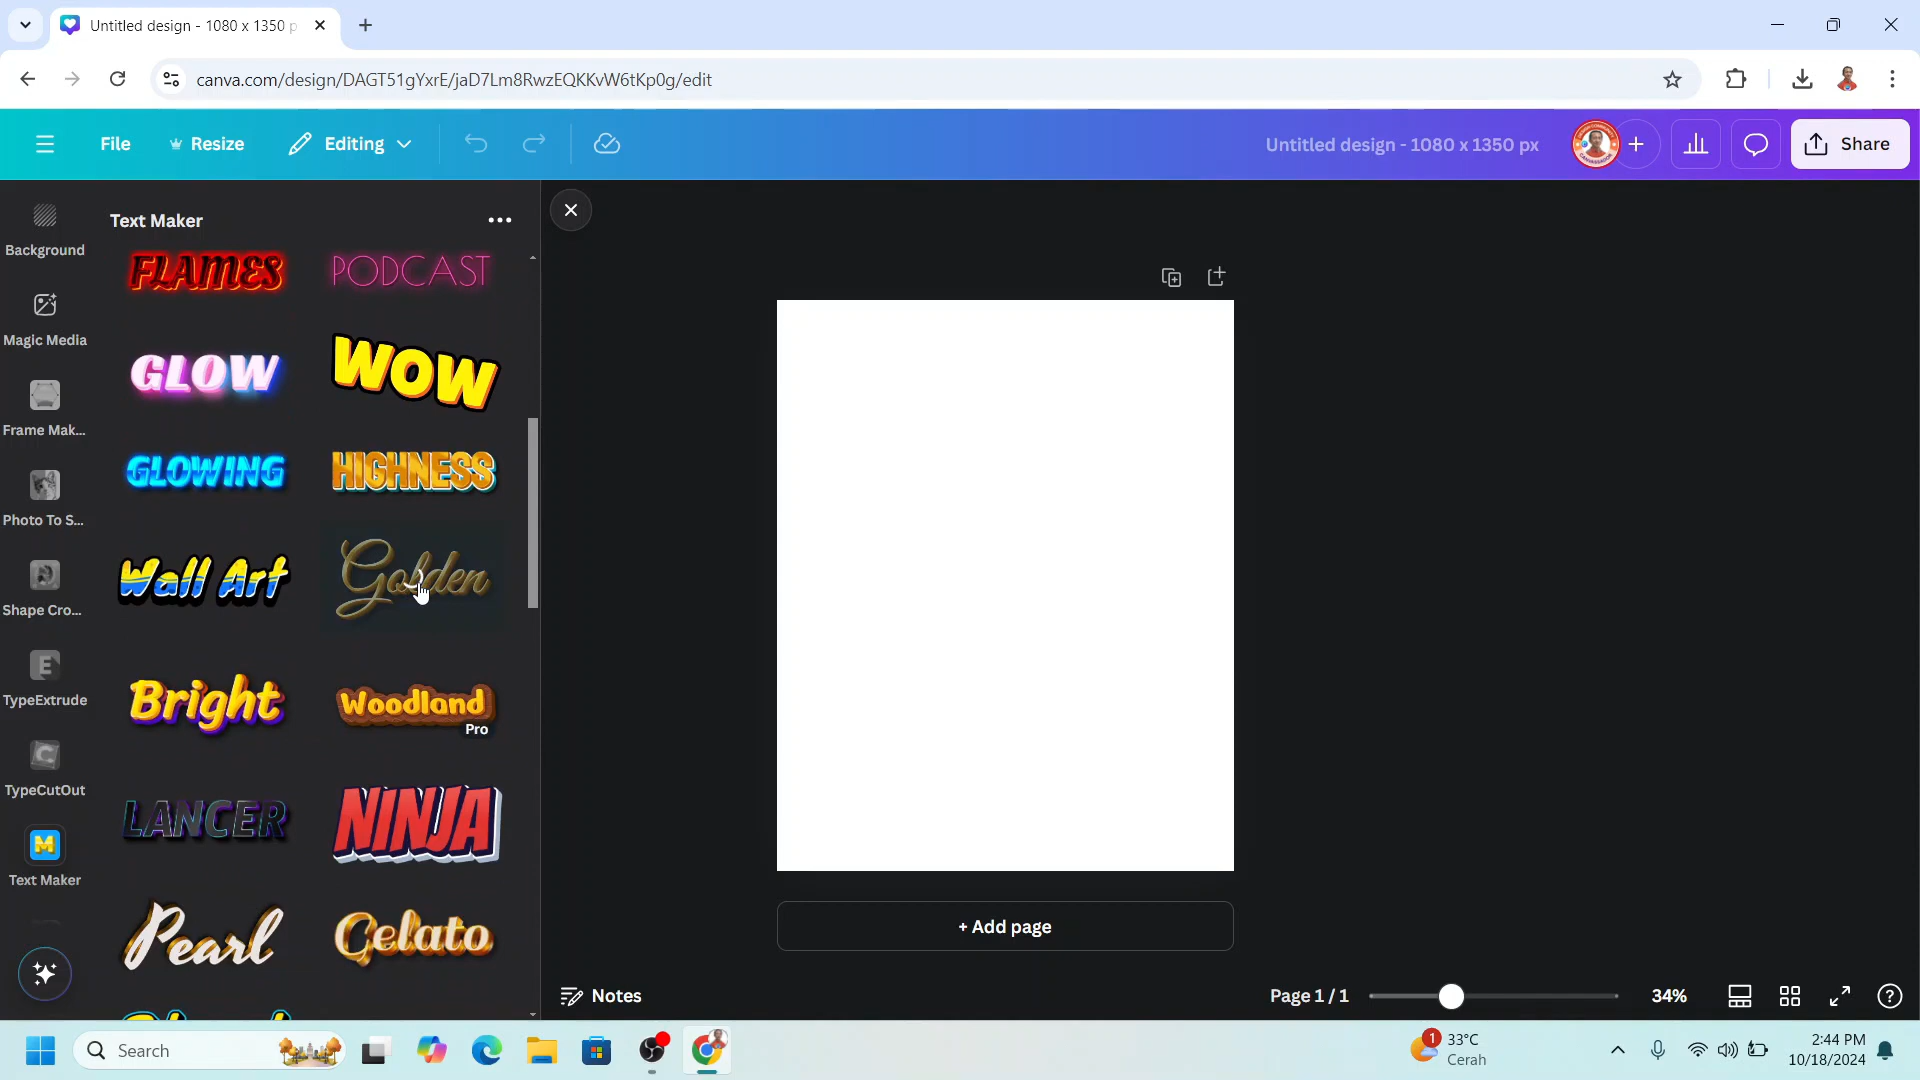 Untitled design - 1080 x 1350 p
canva.com/design/DAGT51gYxrE/jaD7Lm8RwzEQKKvW6tKp0g/edit
File
Resize
Editing
Untitled design - 1080 x 1350 px
Share
Background
Magic Media
Frame Mak...
Photo To S...
Shape Cro...
TypeExtrude
TypeCutOut
Text Maker
Text Maker
FLAMES
PODCAST
GLOW
WOW
GLOWING
HIGHNESS
Wall Art
Golden
Bright
Woodland
Pro
LANCER
NINJA
Pearl
Gelato
+ Add page
Notes
Page 1 / 1
34%
Search
1
33°C
Cerah
2:44 PM
10/18/2024